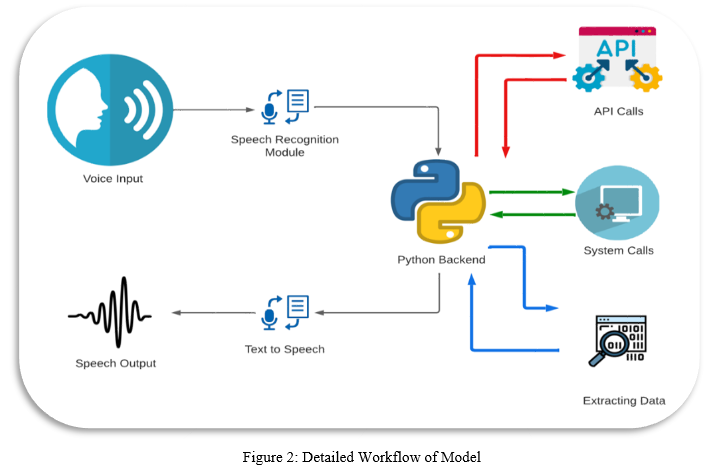 API
API Calls
Speech Recognition
Module
Voice Input
Python Backend
System Calls
Speech Output
Text to Speech
Extracting Data
Figure 2: Detailed Workflow of Model